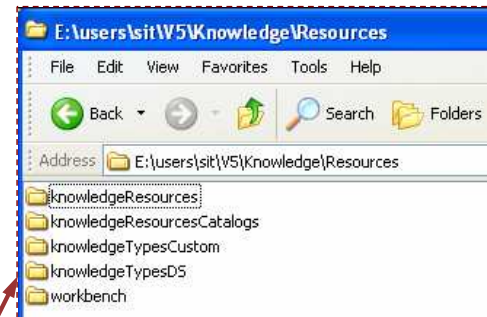 E:\users\sit\V5\Knowledge\Resources
File Edit View Favorites Tools Help
Back Search Folders
Address E:\users\sit\V5\Knowledge\Resources
knowledgeResources
knowledgeResourcesCatalogs
knowledgeTypesCustom
knowledgeTypesDS
workbench